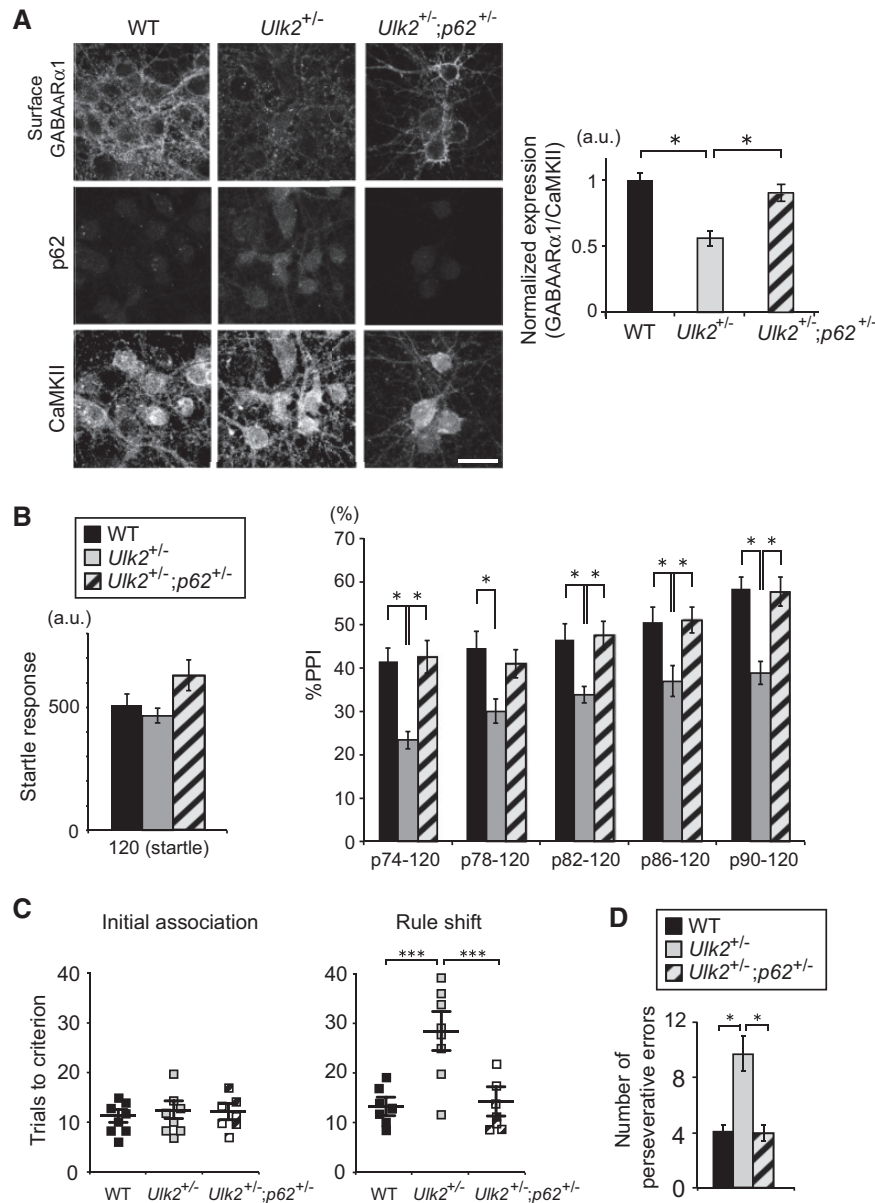 A
WT
Ulk2+/-
Ulk2+/-;p62+/-
Surface
GABAARα1
p62
CaMKII
(a.u.)
* *
Normalized expression
(GABAARα1/CaMKII)
1
0.5
0
WT Ulk2+/- Ulk2+/-;p62+/-
B
WT
Ulk2+/-
Ulk2+/-;p62+/-
(a.u.)
Startle response
500
0
120 (startle)
(%)
%PPI
70
60
50
40
30
20
10
0
* *
*
* *
* *
* *
p74-120 p78-120 p82-120 p86-120 p90-120
C
Initial association
Trials to criterion
40
30
20
10
0
WT Ulk2+/- Ulk2+/-;p62+/-
Rule shift
*** ***
40
30
20
10
0
WT Ulk2+/- Ulk2+/-;p62+/-
D
WT
Ulk2+/-
Ulk2+/-;p62+/-
Number of
perseverative errors
12
8
4
0
* *